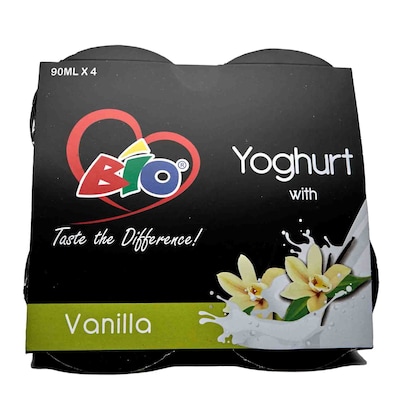 90ML X 4
BIO®
Taste the Difference!
Yoghurt
with
Vanilla